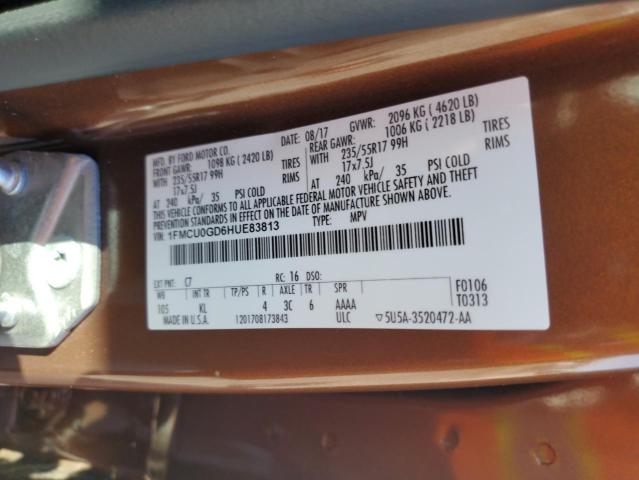 MFD. BY FORD MOTOR CO.
DATE: 08/17 GVWR: 2096 KG ( 4620 LB)
FRONT GAWR: 1098 KG ( 2420 LB) REAR GAWR: 1006 KG ( 2218 LB)
WITH 235/55R17 99H TIRES WITH 235/55R17 99H TIRES
17x7.5J RIMS 17x7.5J RIMS
AT 240 kPa/ 35 PSI COLD AT 240 kPa/ 35 PSI COLD
THIS VEHICLE CONFORMS TO ALL APPLICABLE FEDERAL MOTOR VEHICLE SAFETY AND THEFT
PREVENTION STANDARDS IN EFFECT ON THE DATE OF MANUFACTURE SHOWN ABOVE.
VIN: 1FMCU0GD6HUE83813 TYPE: MPV
EXT PNT: C7 RC: 16 DSO: F0106
WB INT TR TP/PS R AXLE TR SPR T0313
105 KL 4 3C 6 AAAA
MADE IN U.S.A. 1201708173843 ULC ▽5U5A-3520472-AA